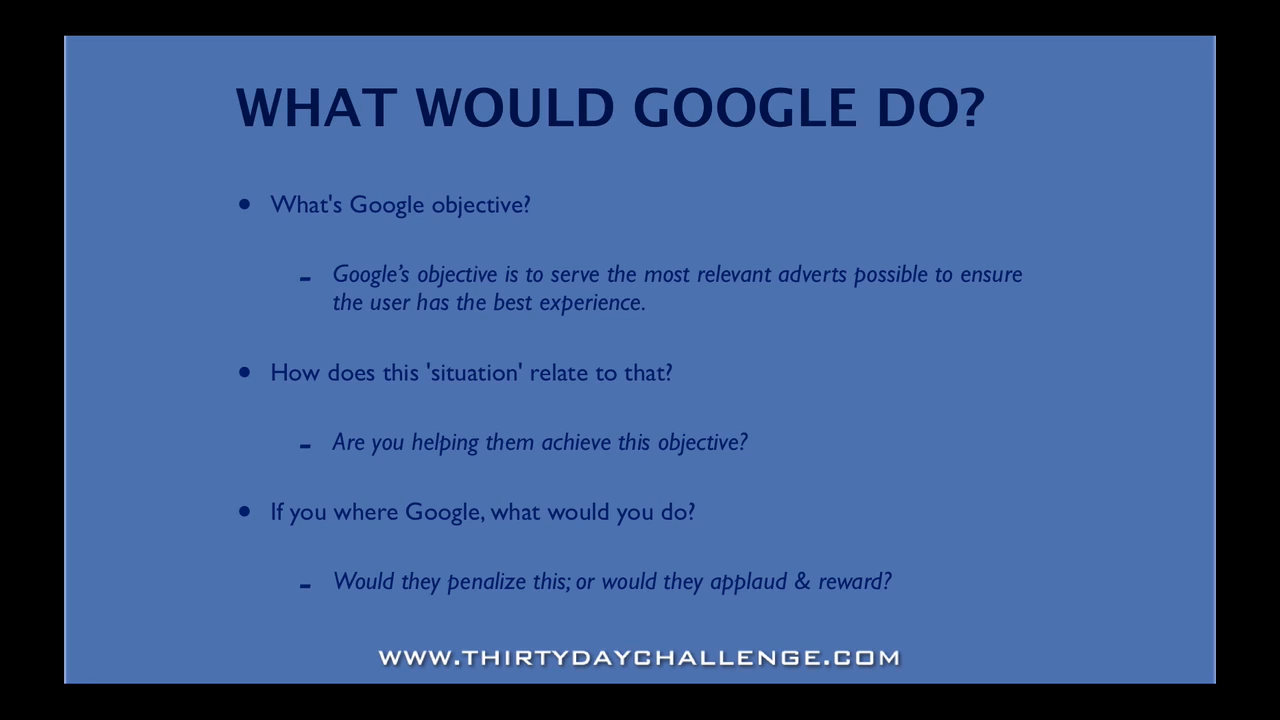 WHAT WOULD GOOGLE DO?
• What's Google objective?
- Google’s objective is to serve the most relevant adverts possible to ensure
the user has the best experience.
• How does this 'situation' relate to that?
- Are you helping them achieve this objective?
• If you where Google, what would you do?
- Would they penalize this; or would they applaud & reward?
WWW.THIRTYDAYCHALLENGE.COM